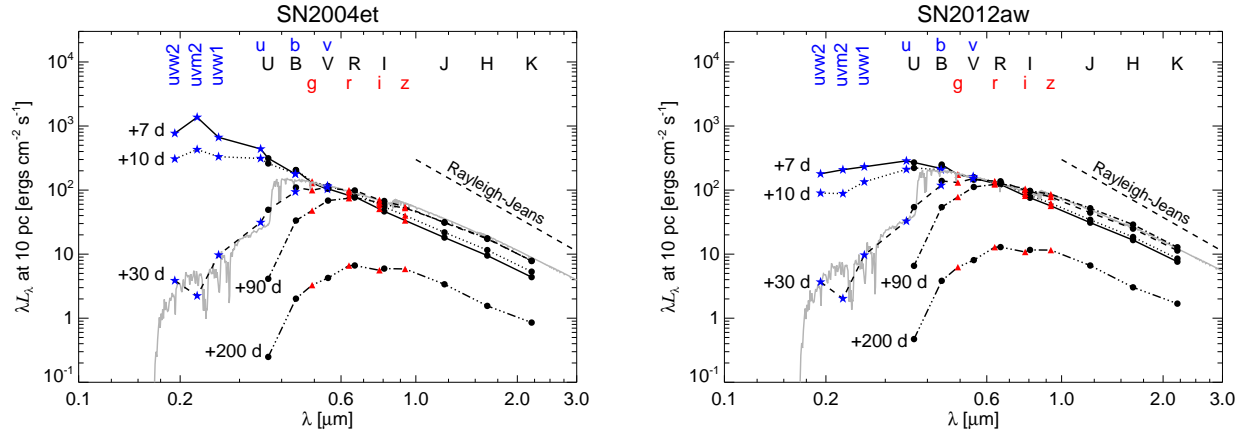 SN2004et
10^4
10^3
10^2
10
1
10^-1
λL_λ at 10 pc [ergs cm^-2 s^-1]
uvw2
uvm2
uvw1
u b v
U B V R I J H K
g r i z
+7 d
+10 d
+30 d
+90 d
+200 d
Rayleigh-Jeans
0.1 0.2 0.6 1.0 2.0 3.0
λ [μm]
SN2012aw
10^4
10^3
10^2
10
1
10^-1
λL_λ at 10 pc [ergs cm^-2 s^-1]
uvw2
uvm2
uvw1
u b v
U B V R I J H K
g r i z
+7 d
+10 d
+30 d
+90 d
+200 d
Rayleigh-Jeans
0.1 0.2 0.6 1.0 2.0 3.0
λ [μm]